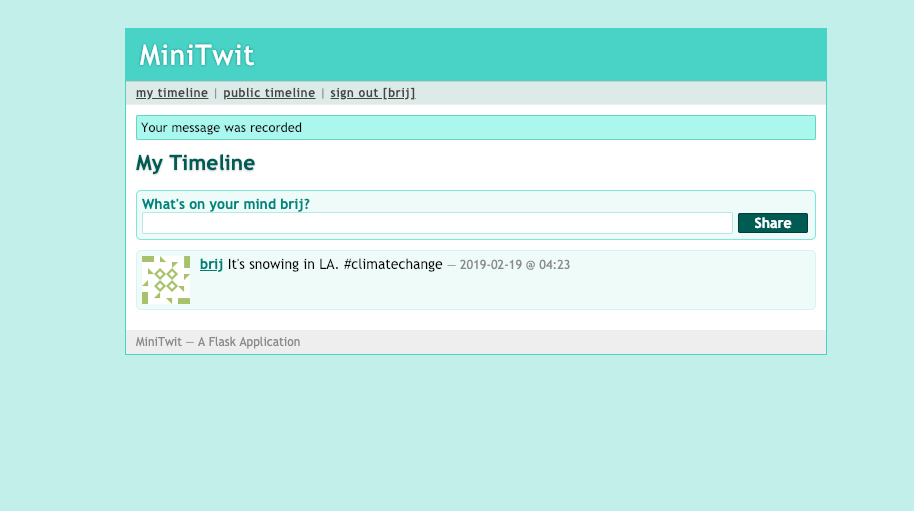 MiniTwit
my timeline | public timeline | sign out [brij]
Your message was recorded
My Timeline
What's on your mind brij?
Share
brij It's snowing in LA. #climatechange — 2019-02-19 @ 04:23
MiniTwit — A Flask Application